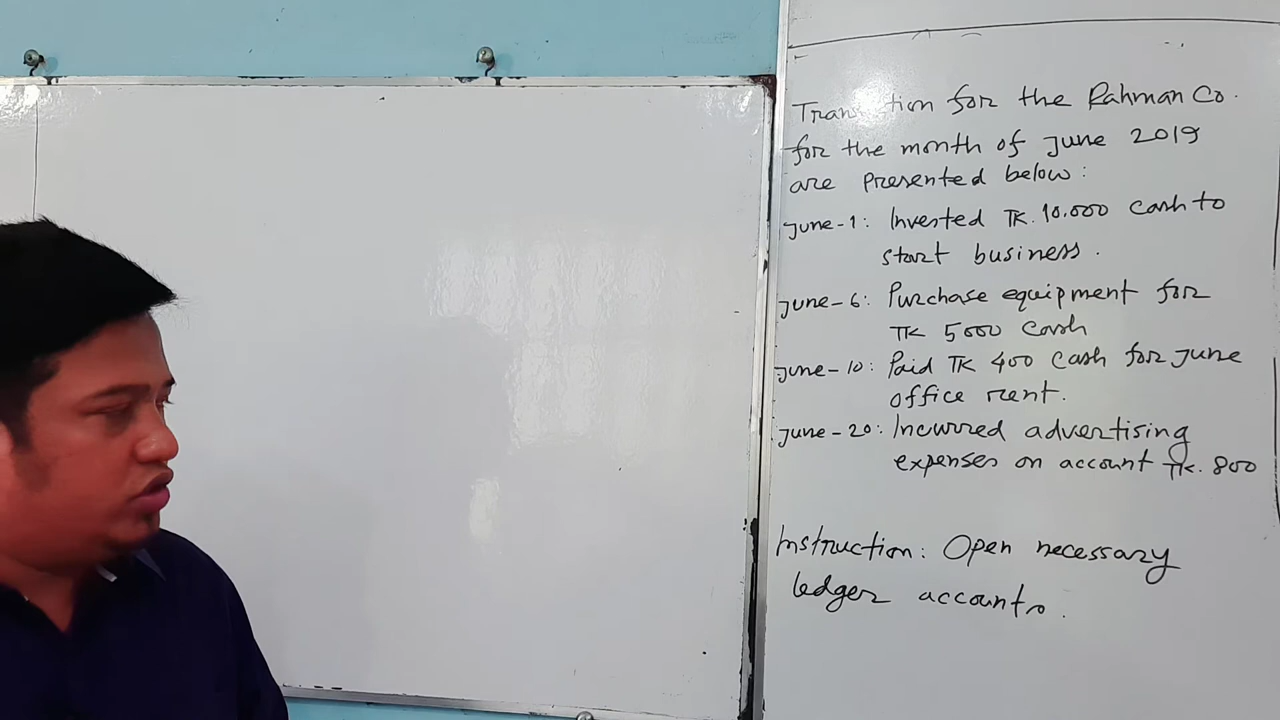 Transaction for the Rahman Co.
for the month of June 2019
are presented below:
June-1: Invested TK. 10.000 cash to
start business.
June-6: Purchase equipment for
TK 5000 cash
June-10: Paid TK 400 cash for June
office rent.
June-20: Incurred advertising
expenses on account TK. 800
Instruction: Open necessary
ledger accounts.